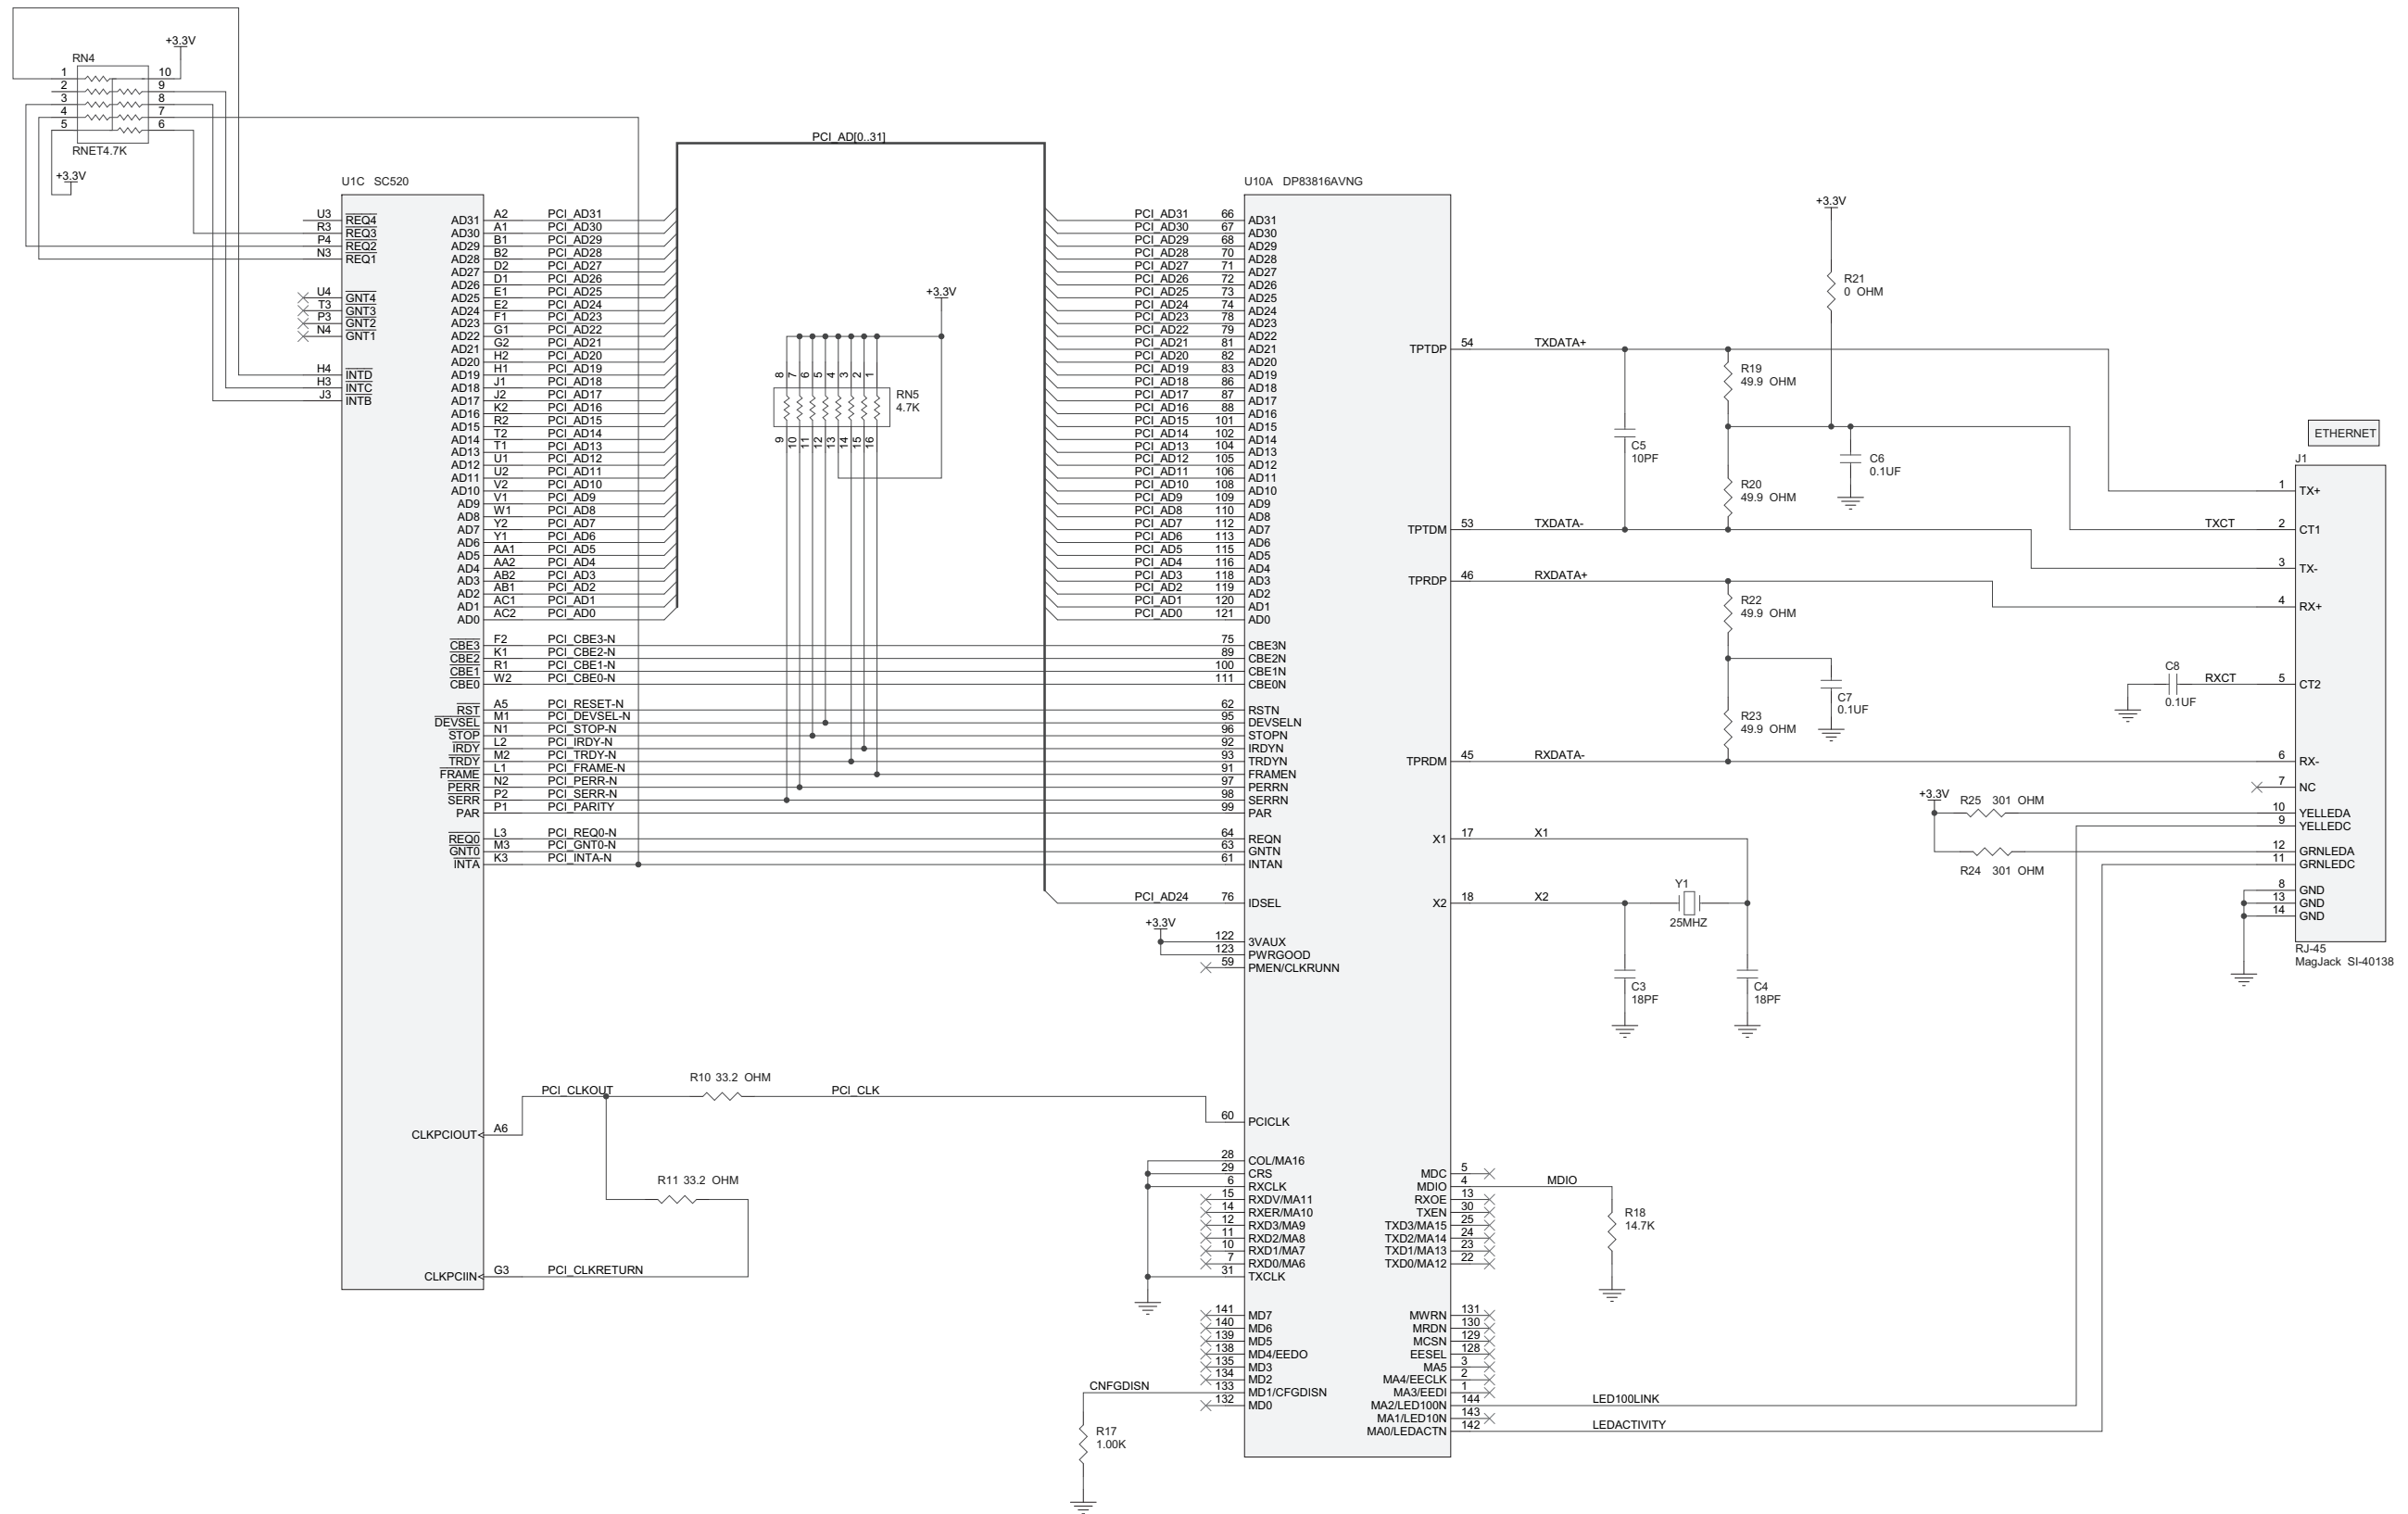 +3.3V
RN4
1 10
2 9
3 8
4 7
5 6
RNET4.7K
+3.3V
U1C SC520
U3 REQ4
R3 REQ3
P4 REQ2
N3 REQ1
U4 GNT4
T3 GNT3
P3 GNT2
N4 GNT1
H4 INTD
H3 INTC
J3 INTB
AD31 A2 PCI_AD31
AD30 A1 PCI_AD30
AD29 B1 PCI_AD29
AD28 B2 PCI_AD28
AD27 D2 PCI_AD27
AD26 D1 PCI_AD26
AD25 E1 PCI_AD25
AD24 E2 PCI_AD24
AD23 F1 PCI_AD23
AD22 G1 PCI_AD22
AD21 G2 PCI_AD21
AD20 H2 PCI_AD20
AD19 H1 PCI_AD19
AD18 J1 PCI_AD18
AD17 J2 PCI_AD17
AD16 K2 PCI_AD16
AD15 R2 PCI_AD15
AD14 T2 PCI_AD14
AD13 T1 PCI_AD13
AD12 U1 PCI_AD12
AD11 U2 PCI_AD11
AD10 V2 PCI_AD10
AD9 V1 PCI_AD9
AD8 W1 PCI_AD8
AD7 Y2 PCI_AD7
AD6 Y1 PCI_AD6
AD5 AA1 PCI_AD5
AD4 AA2 PCI_AD4
AD3 AB2 PCI_AD3
AD2 AB1 PCI_AD2
AD1 AC1 PCI_AD1
AD0 AC2 PCI_AD0
CBE3 F2 PCI_CBE3-N
CBE2 K1 PCI_CBE2-N
CBE1 R1 PCI_CBE1-N
CBE0 W2 PCI_CBE0-N
RST A5 PCI_RESET-N
DEVSEL M1 PCI_DEVSEL-N
STOP N1 PCI_STOP-N
IRDY L2 PCI_IRDY-N
TRDY M2 PCI_TRDY-N
FRAME L1 PCI_FRAME-N
PERR N2 PCI_PERR-N
SERR P2 PCI_SERR-N
PAR P1 PCI_PARITY
REQ0 L3 PCI_REQ0-N
GNT0 M3 PCI_GNT0-N
INTA K3 PCI_INTA-N
CLKPCIOUT A6 PCI_CLKOUT
R10 33.2 OHM
PCI_CLK
R11 33.2 OHM
CLKPCIIN G3 PCI_CLKRETURN
PCI_AD[0..31]
+3.3V
8 7 6 5 4 3 2 1
RN5
4.7K
9 10 11 12 13 14 15 16
U10A DP83816AVNG
PCI_AD31 66 AD31
PCI_AD30 67 AD30
PCI_AD29 68 AD29
PCI_AD28 70 AD28
PCI_AD27 71 AD27
PCI_AD26 72 AD26
PCI_AD25 73 AD25
PCI_AD24 74 AD24
PCI_AD23 78 AD23
PCI_AD22 79 AD22
PCI_AD21 81 AD21
PCI_AD20 82 AD20
PCI_AD19 83 AD19
PCI_AD18 86 AD18
PCI_AD17 87 AD17
PCI_AD16 88 AD16
PCI_AD15 101 AD15
PCI_AD14 102 AD14
PCI_AD13 104 AD13
PCI_AD12 105 AD12
PCI_AD11 106 AD11
PCI_AD10 108 AD10
PCI_AD9 109 AD9
PCI_AD8 110 AD8
PCI_AD7 112 AD7
PCI_AD6 113 AD6
PCI_AD5 115 AD5
PCI_AD4 116 AD4
PCI_AD3 118 AD3
PCI_AD2 119 AD2
PCI_AD1 120 AD1
PCI_AD0 121 AD0
75 CBE3N
89 CBE2N
100 CBE1N
111 CBE0N
62 RSTN
95 DEVSELN
96 STOPN
92 IRDYN
93 TRDYN
91 FRAMEN
97 PERRN
98 SERRN
99 PAR
64 REQN
63 GNTN
61 INTAN
PCI_AD24 76 IDSEL
+3.3V
122 3VAUX
123 PWRGOOD
59 PMEN/CLKRUNN
60 PCICLK
28 COL/MA16
29 CRS
6 RXCLK
15 RXDV/MA11
14 RXER/MA10
12 RXD3/MA9
11 RXD2/MA8
10 RXD1/MA7
7 RXD0/MA6
31 TXCLK
141 MD7
140 MD6
139 MD5
138 MD4/EEDO
135 MD3
134 MD2
CNFGDISN 133 MD1/CFGDISN
132 MD0
R17
1.00K
TPTDP 54 TXDATA+
TPTDM 53 TXDATA-
TPRDP 46 RXDATA+
TPRDM 45 RXDATA-
X1 17 X1
X2 18 X2
MDC 5
MDIO 4 MDIO
RXOE 13
TXEN 30
TXD3/MA15 25
TXD2/MA14 24
TXD1/MA13 23
TXD0/MA12 22
R18
14.7K
MWRN 131
MRDN 130
MCSN 129
EESEL 128
MA5 3
MA4/EECLK 2
MA3/EEDI 1
MA2/LED100N 144 LED100LINK
MA1/LED10N 143
MA0/LEDACTN 142 LEDACTIVITY
+3.3V
R21
0 OHM
R19
49.9 OHM
C5
10PF
C6
0.1UF
R20
49.9 OHM
R22
49.9 OHM
C7
0.1UF
R23
49.9 OHM
Y1
25MHZ
C3
18PF
C4
18PF
ETHERNET
J1
1 TX+
TXCT 2 CT1
3 TX-
4 RX+
C8
0.1UF
RXCT 5 CT2
6 RX-
7 NC
+3.3V
R25 301 OHM
10 YELLEDA
9 YELLEDC
12 GRNLEDA
R24 301 OHM
11 GRNLEDC
8 GND
13 GND
14 GND
RJ-45
MagJack SI-40138